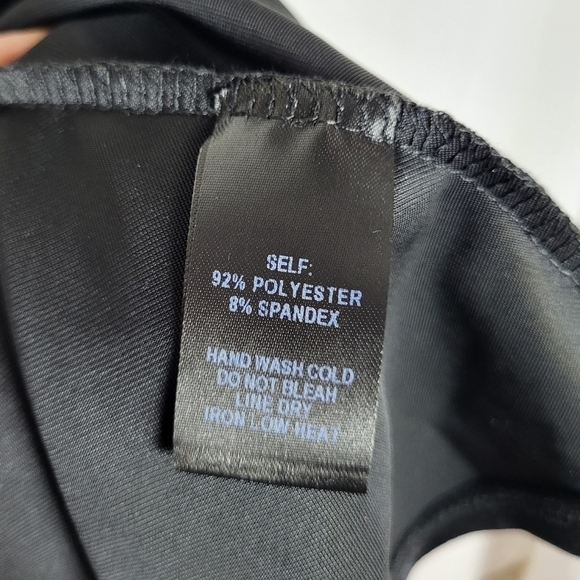 SELF:
92% POLYESTER
8% SPANDEX
HAND WASH COLD
DO NOT BLEAH
LINE DRY
IRON LOW HEAT